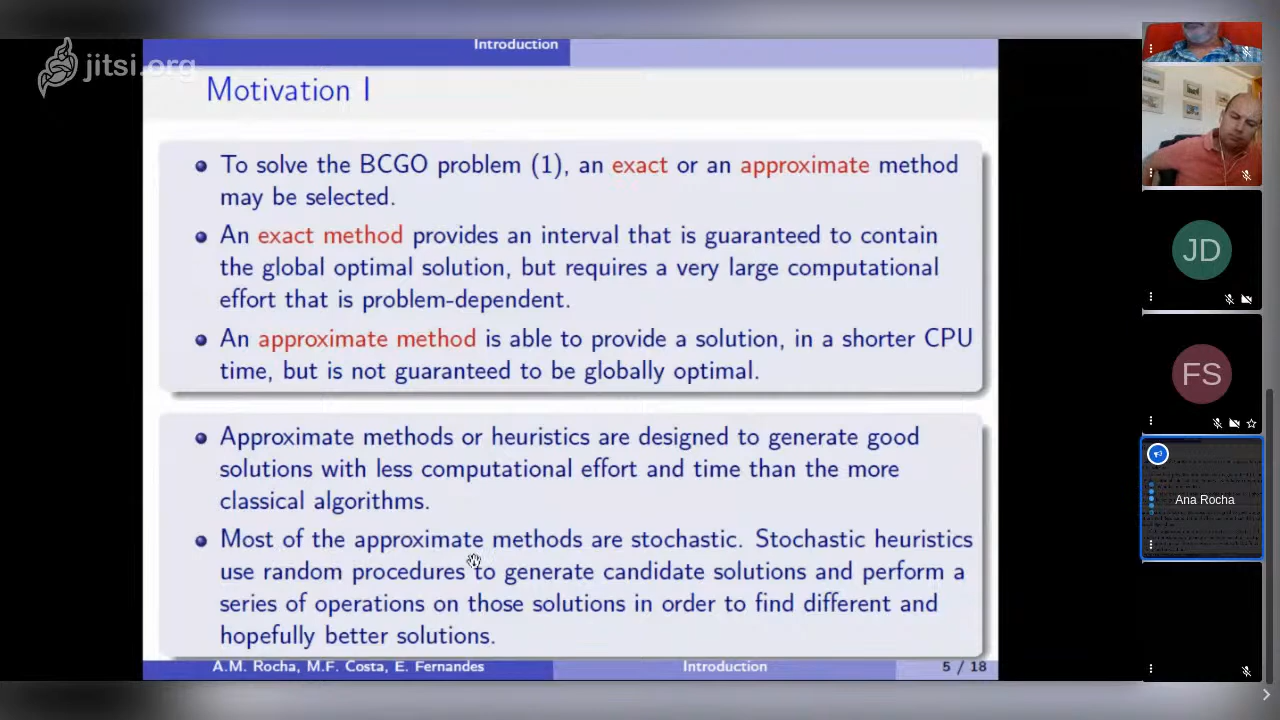 jitsi.org
Introduction
Motivation I
To solve the BCGO problem (1), an exact or an approximate method
may be selected.
An exact method provides an interval that is guaranteed to contain
the global optimal solution, but requires a very large computational
effort that is problem-dependent.
An approximate method is able to provide a solution, in a shorter CPU
time, but is not guaranteed to be globally optimal.
Approximate methods or heuristics are designed to generate good
solutions with less computational effort and time than the more
classical algorithms.
Most of the approximate methods are stochastic. Stochastic heuristics
use random procedures to generate candidate solutions and perform a
series of operations on those solutions in order to find different and
hopefully better solutions.
A.M. Rocha, M.F. Costa, E. Fernandes
Introduction
5 / 18
JD
FS
Ana Rocha